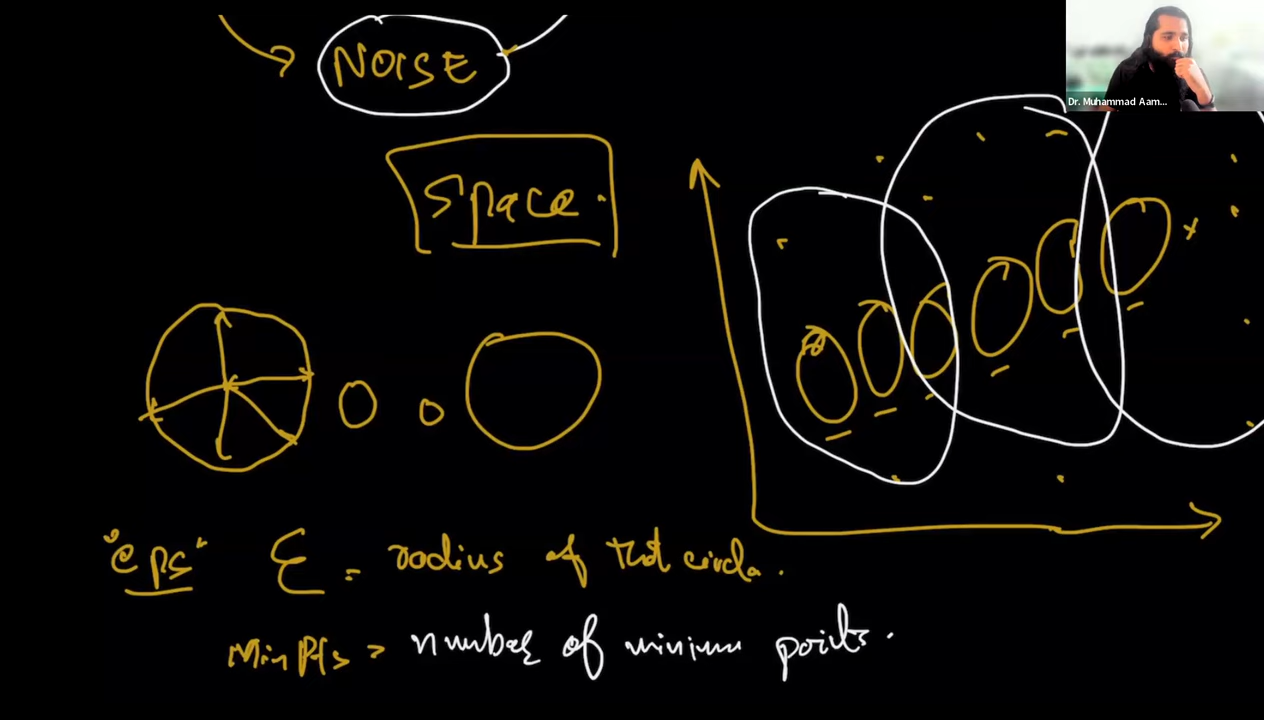 NOISE
Dr. Muhammad Aam...
Space.
"eps" Ɛ = radius of that circle.
MinPts = number of minimum points.